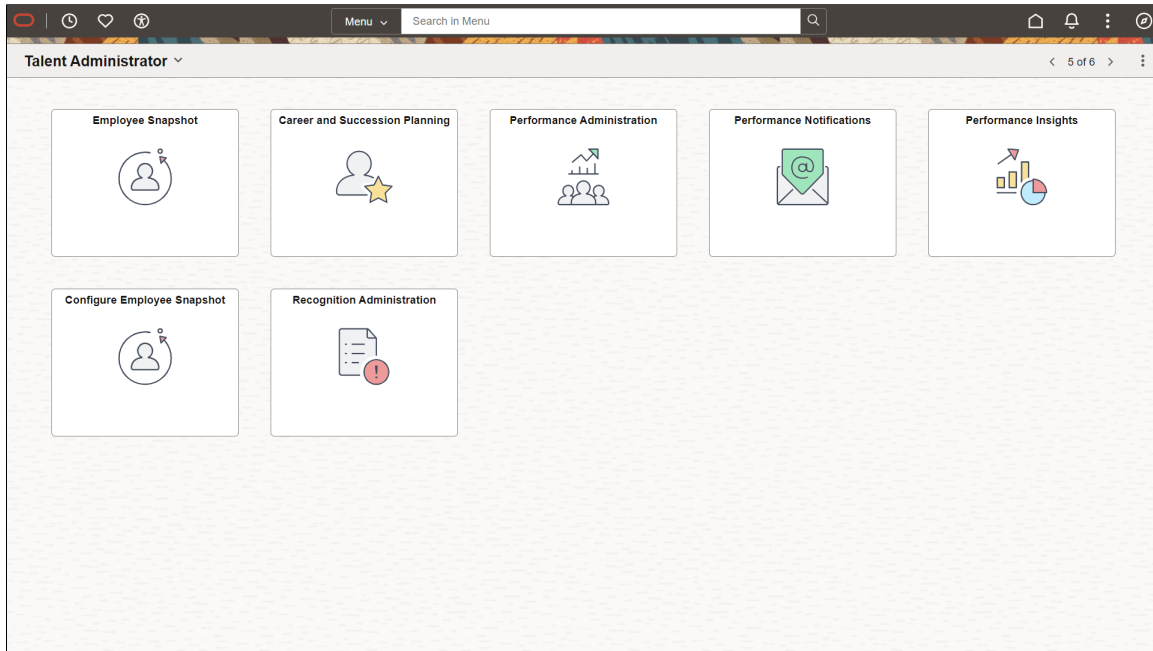 Menu Search in Menu
Talent Administrator 5 of 6
Employee Snapshot Career and Succession Planning Performance Administration Performance Notifications Performance Insights
Configure Employee Snapshot Recognition Administration